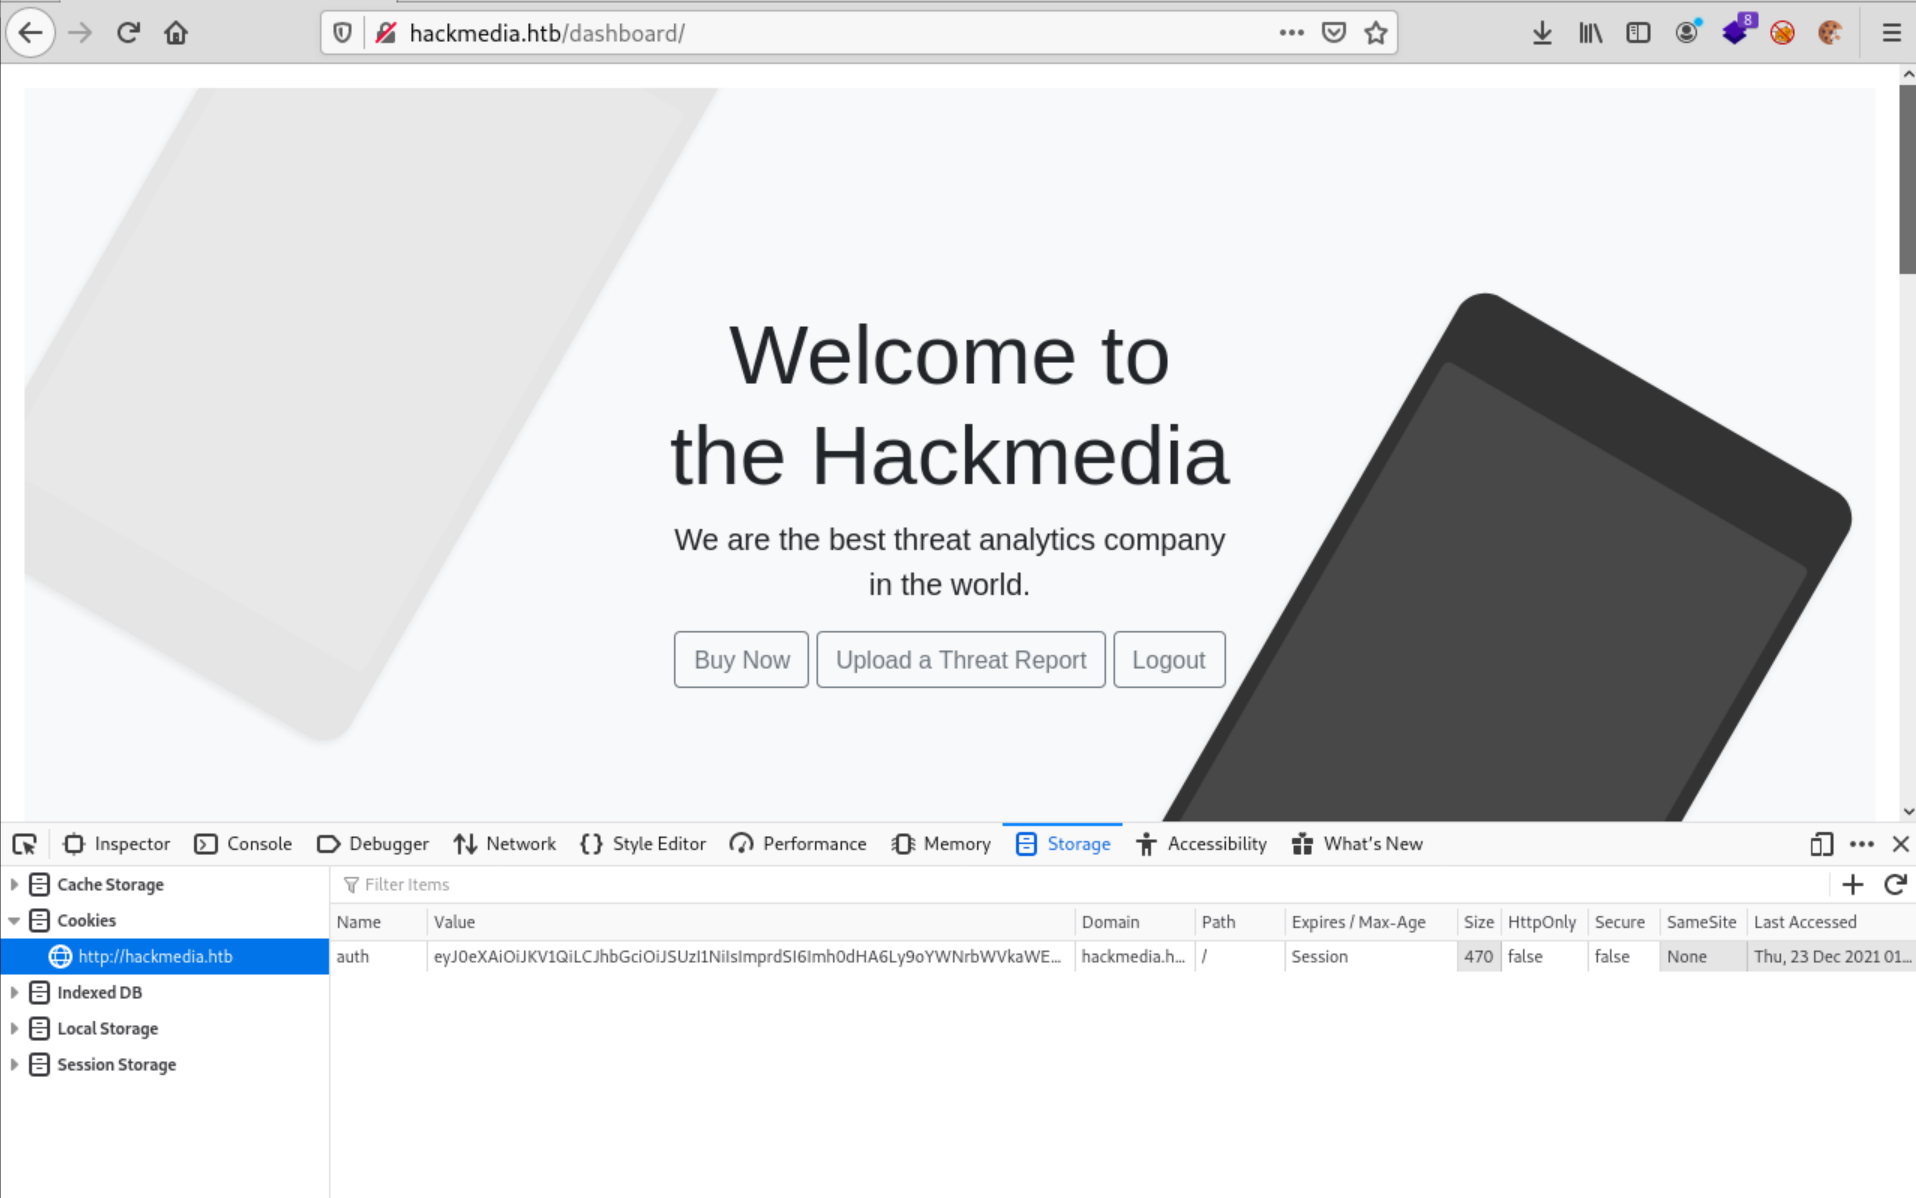 hackmedia.htb/dashboard/
8
Welcome to
the Hackmedia
We are the best threat analytics company
in the world.
Buy Now Upload a Threat Report Logout
Inspector Console Debugger Network Style Editor Performance Memory Storage Accessibility What's New
Cache Storage
Cookies
http://hackmedia.htb
Indexed DB
Local Storage
Session Storage
Filter Items
Name Value Domain Path Expires / Max-Age Size HttpOnly Secure SameSite Last Accessed
auth eyJ0eXAiOiJKV1QiLCJhbGciOiJSUzI1NiIsImprdSI6Imh0dHA6Ly9oYWNrbWVkaWE... hackmedia.h... / Session 470 false false None Thu, 23 Dec 2021 01...